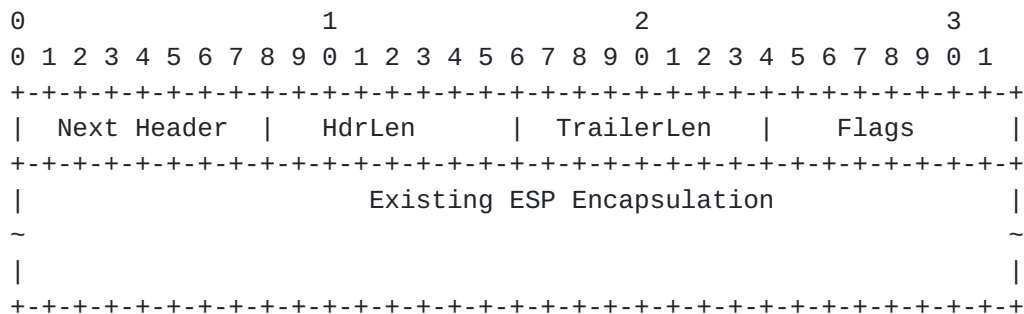 0                   1                   2                   3
0 1 2 3 4 5 6 7 8 9 0 1 2 3 4 5 6 7 8 9 0 1 2 3 4 5 6 7 8 9 0 1
+-+-+-+-+-+-+-+-+-+-+-+-+-+-+-+-+-+-+-+-+-+-+-+-+-+-+-+-+-+-+-+-+
|  Next Header  |   HdrLen      |  TrailerLen   |    Flags      |
+-+-+-+-+-+-+-+-+-+-+-+-+-+-+-+-+-+-+-+-+-+-+-+-+-+-+-+-+-+-+-+-+
|                      Existing ESP Encapsulation               |
~                                                               ~
|                                                               |
+-+-+-+-+-+-+-+-+-+-+-+-+-+-+-+-+-+-+-+-+-+-+-+-+-+-+-+-+-+-+-+-+